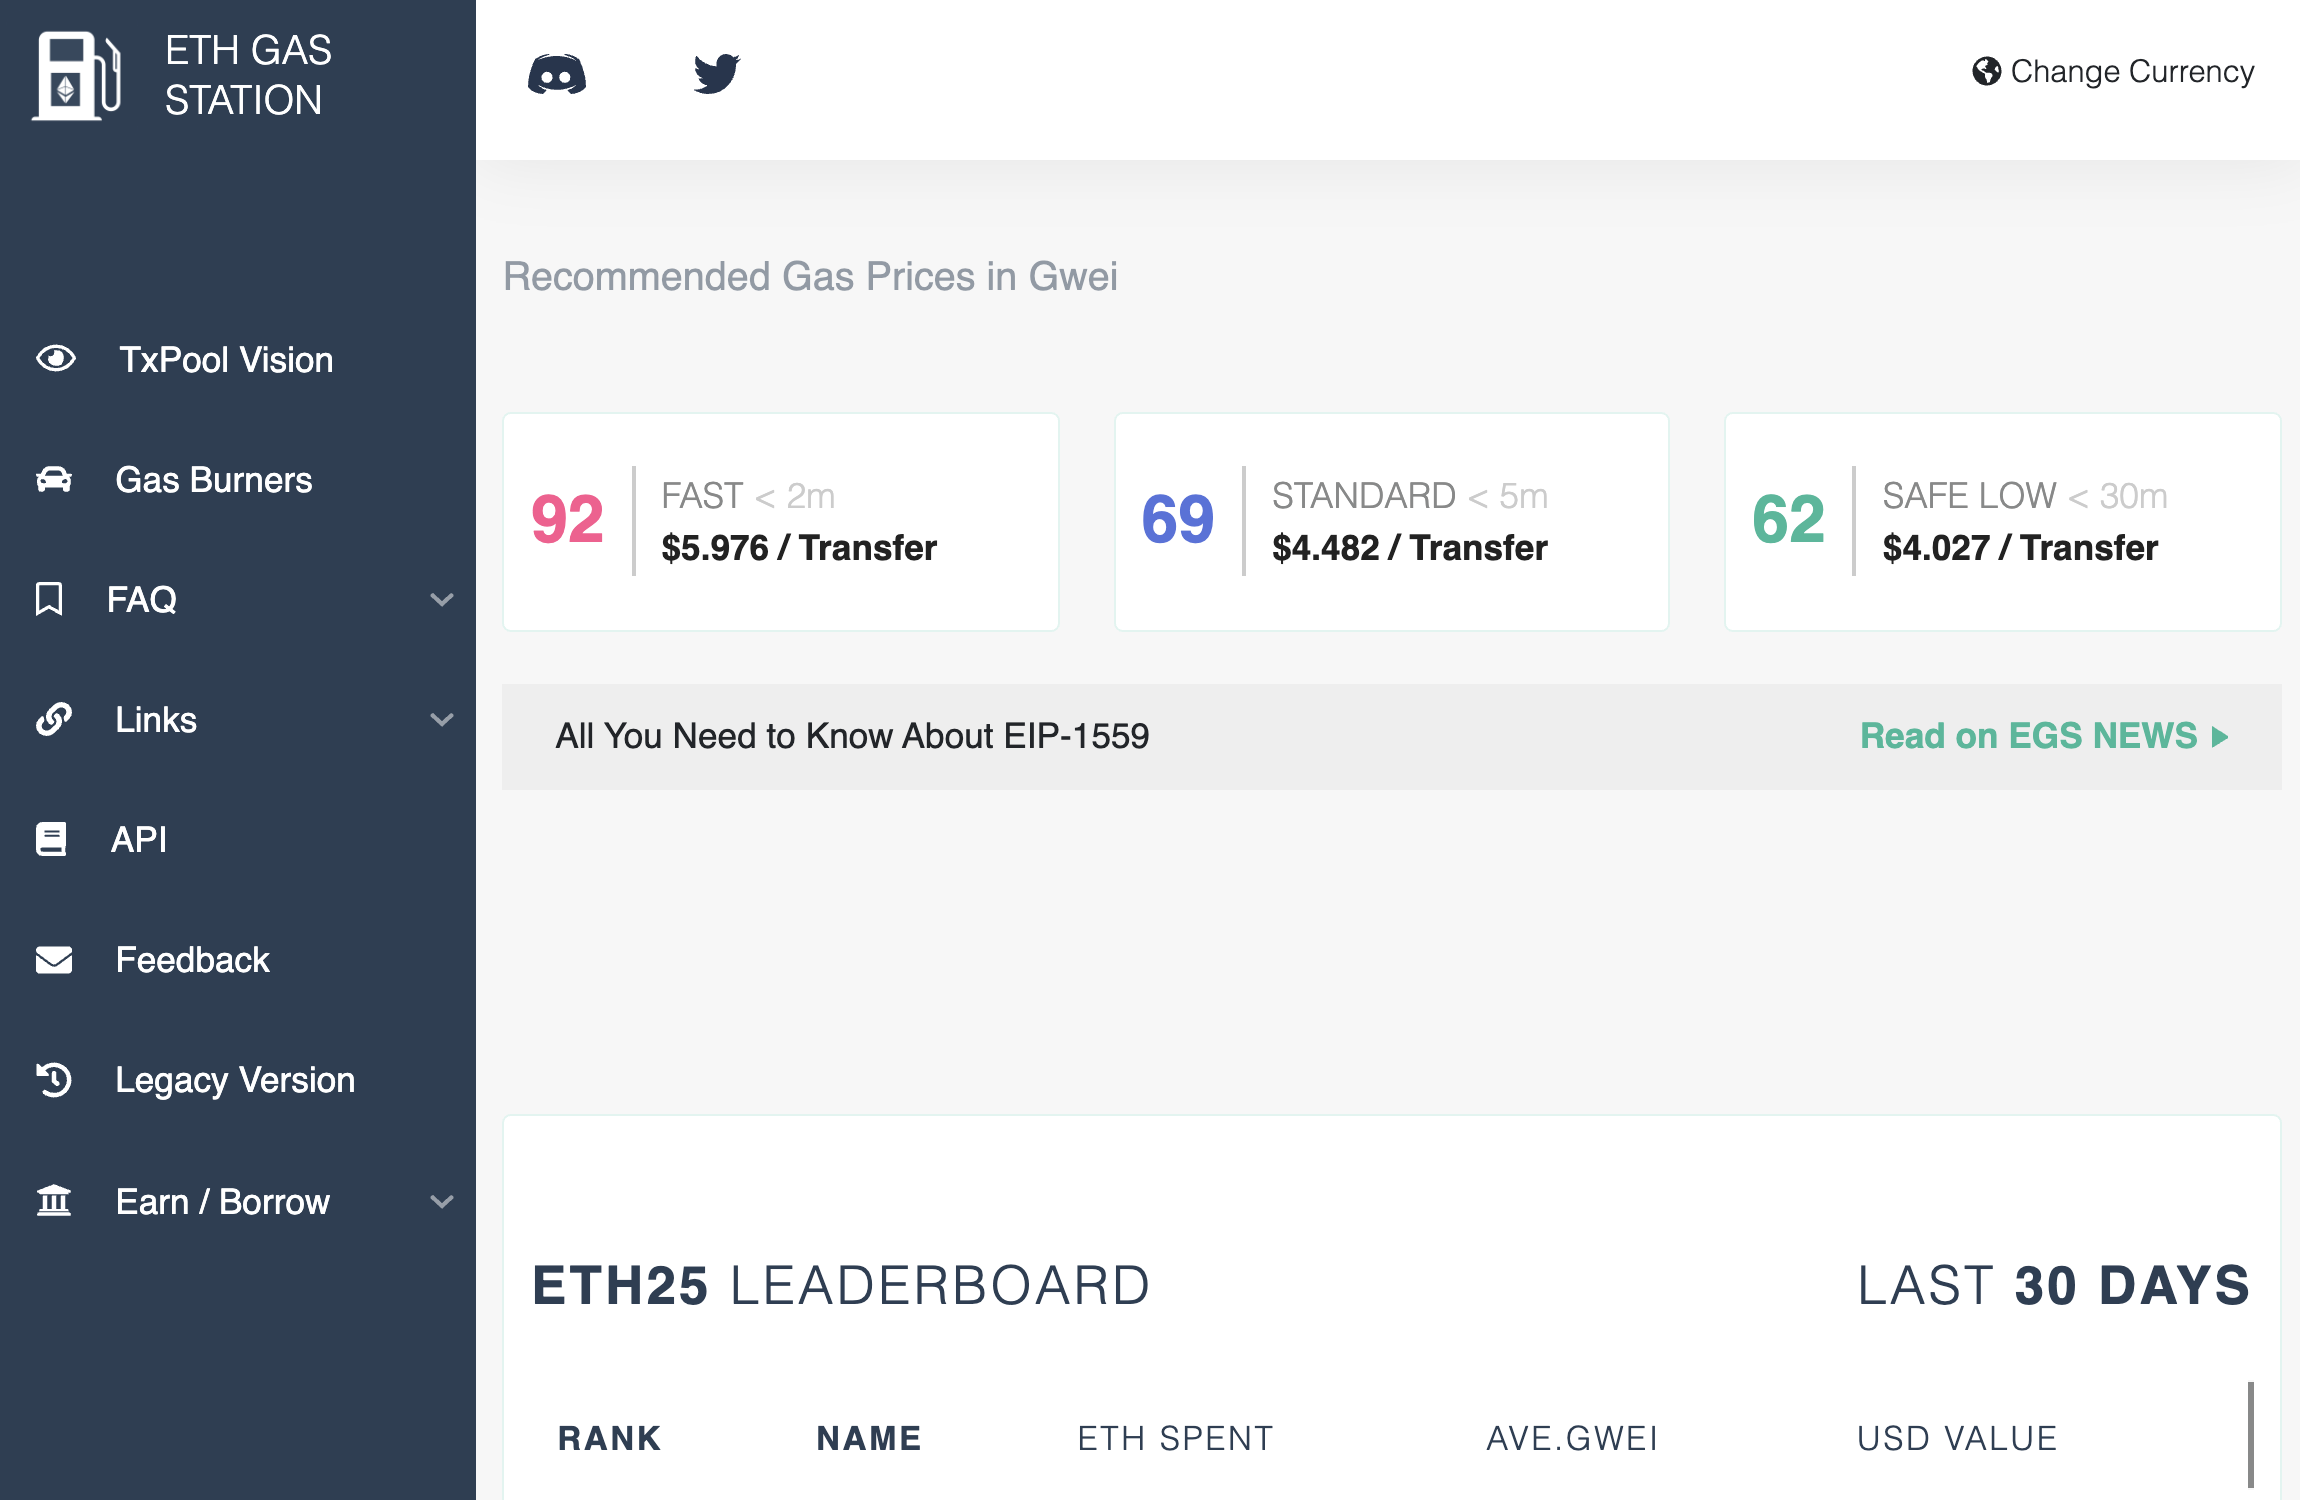 ETH GAS
STATION
Change Currency
TxPool Vision
Gas Burners
FAQ
Links
API
Feedback
Legacy Version
Earn / Borrow
Recommended Gas Prices in Gwei
92
FAST < 2m
$5.976 / Transfer
69
STANDARD < 5m
$4.482 / Transfer
62
SAFE LOW < 30m
$4.027 / Transfer
All You Need to Know About EIP-1559
Read on EGS NEWS
ETH25 LEADERBOARD
LAST 30 DAYS
RANK NAME ETH SPENT AVE.GWEI USD VALUE